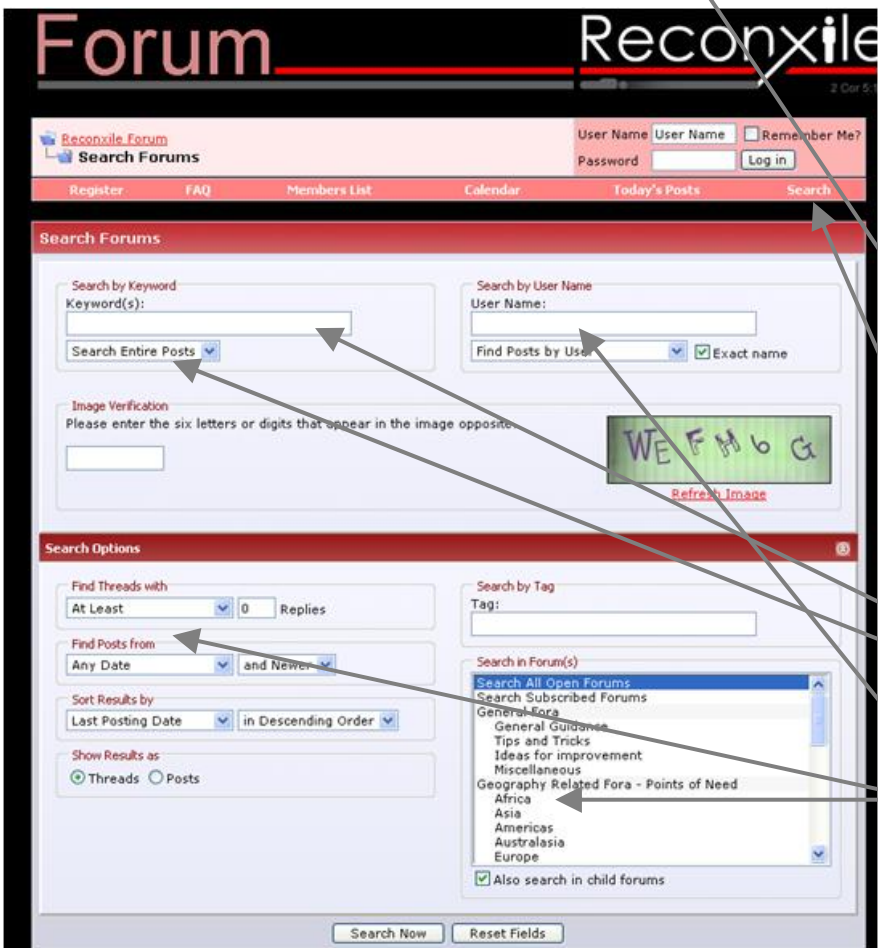 Forum
Reconxile
2 Cor 5:1
Reconxile Forum
Search Forums
User Name User Name Remember Me?
Password Log in
Register FAQ Members List Calendar Today's Posts Search
Search Forums
Search by Keyword
Keyword(s):
Search Entire Posts
Search by User Name
User Name:
Find Posts by User Exact name
Image Verification
Please enter the six letters or digits that appear in the image opposite.
WEFH6G
Refresh Image
Search Options
Find Threads with
At Least 0 Replies
Find Posts from
Any Date and Newer
Sort Results by
Last Posting Date in Descending Order
Show Results as
Threads Posts
Search by Tag
Tag:
Search in Forum(s)
Search All Open Forums
Search Subscribed Forums
General Fora
General Guidance
Tips and Tricks
Ideas for improvement
Miscellaneous
Geography Related Fora - Points of Need
Africa
Asia
Americas
Australasia
Europe
Also search in child forums
Search Now Reset Fields